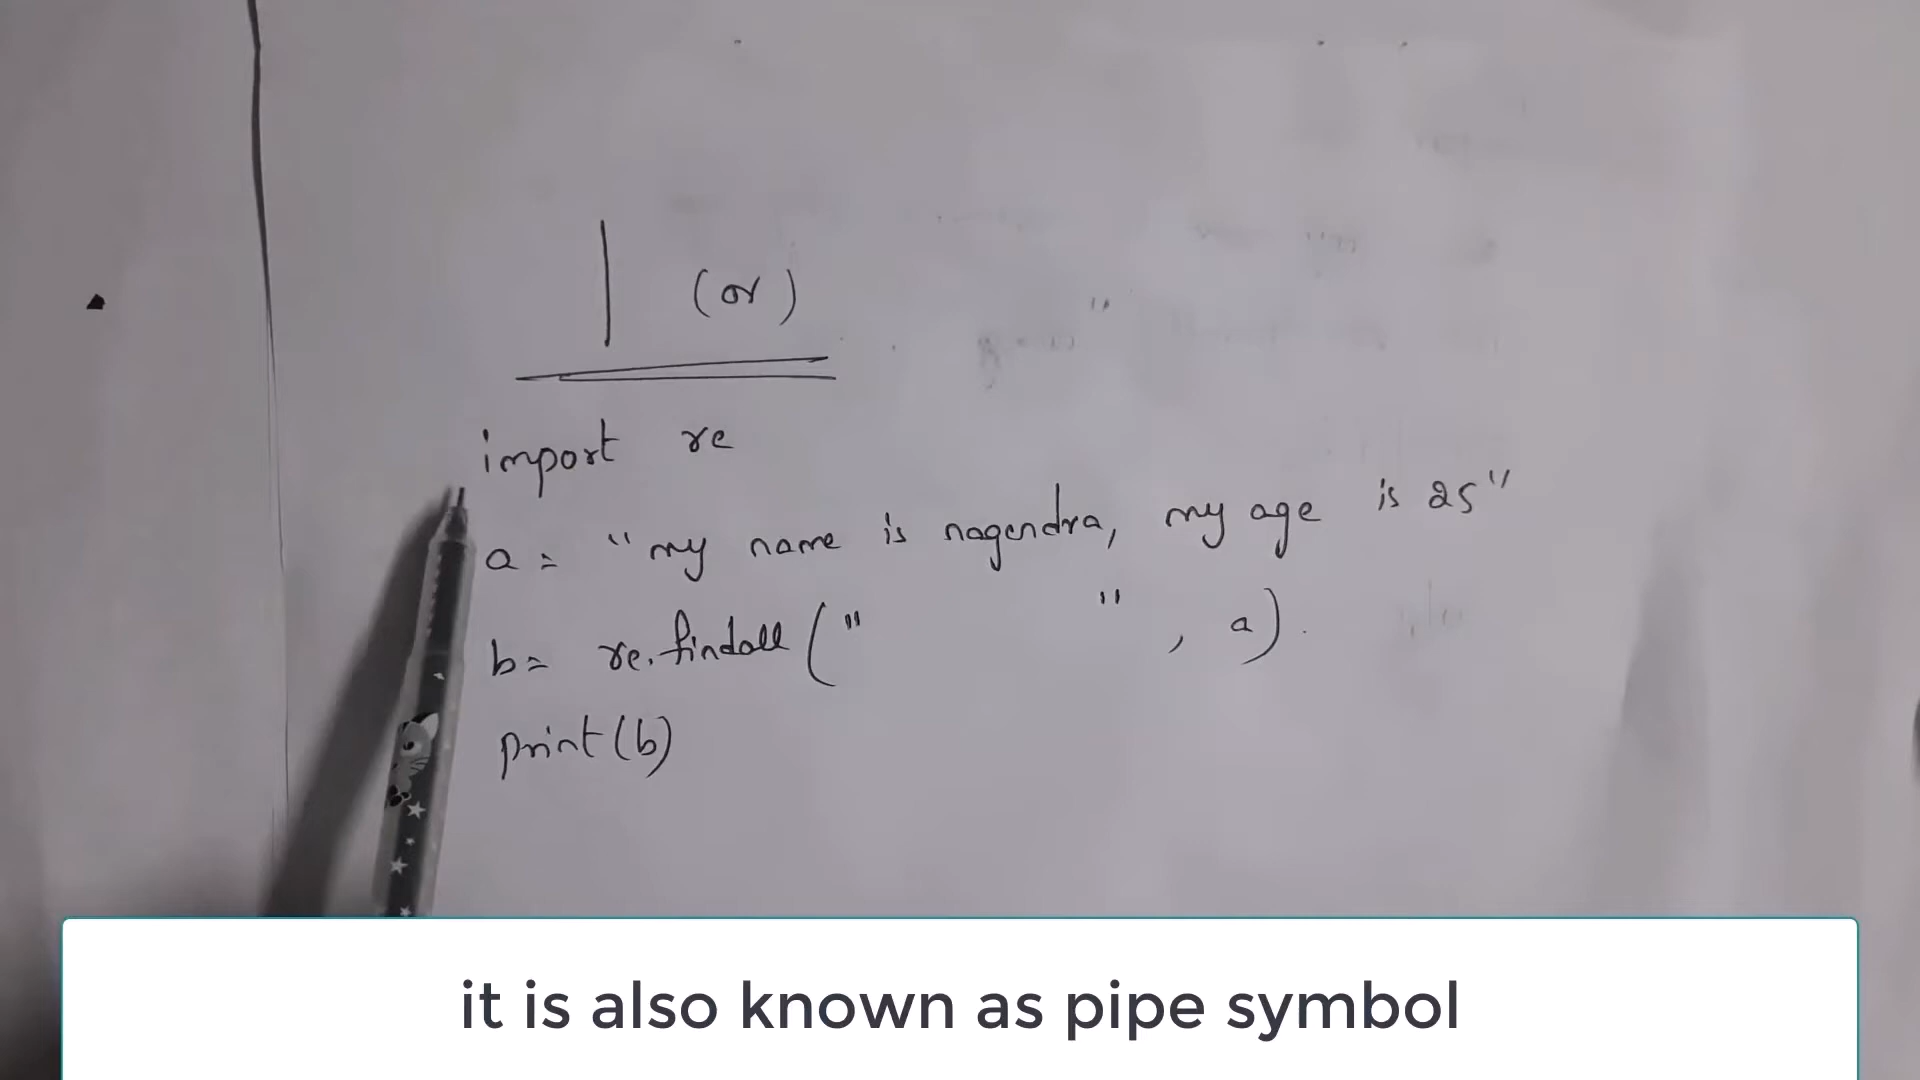 | (or)
import re
a = "my name is nagendra, my age is 25"
b= re.findall (" ", a).
print(b)
it is also known as pipe symbol